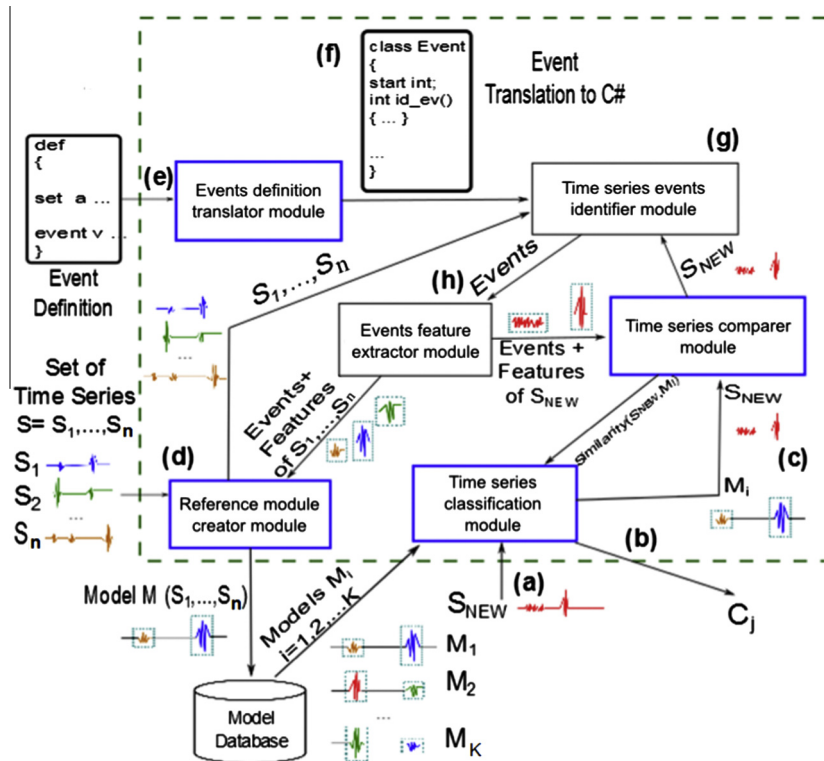 (f)
class Event
{
start int;
int id_ev()
{ ... }
...
}
Event
Translation to C#
def
{
set a ...
event v ...
}
Event
Definition
(e)
Events definition
translator module
(g)
Time series events
identifier module
S1,...,Sn
Events
SNEW
(h)
Events feature
extractor module
Events +
Features
of SNEW
Time series comparer
module
...
Set of
Time Series
S= S1,...,Sn
S1
S2
...
Sn
Events+
Features
of S1,...,Sn
Similarity(SNEW,Mi)
SNEW
(c)
Mi
(d)
Reference module
creator module
Time series
classification
module
(b)
Model M (S1,...,Sn)
Models Mi
i=1,2,...K
(a)
SNEW
Cj
M1
M2
...
MK
Model
Database